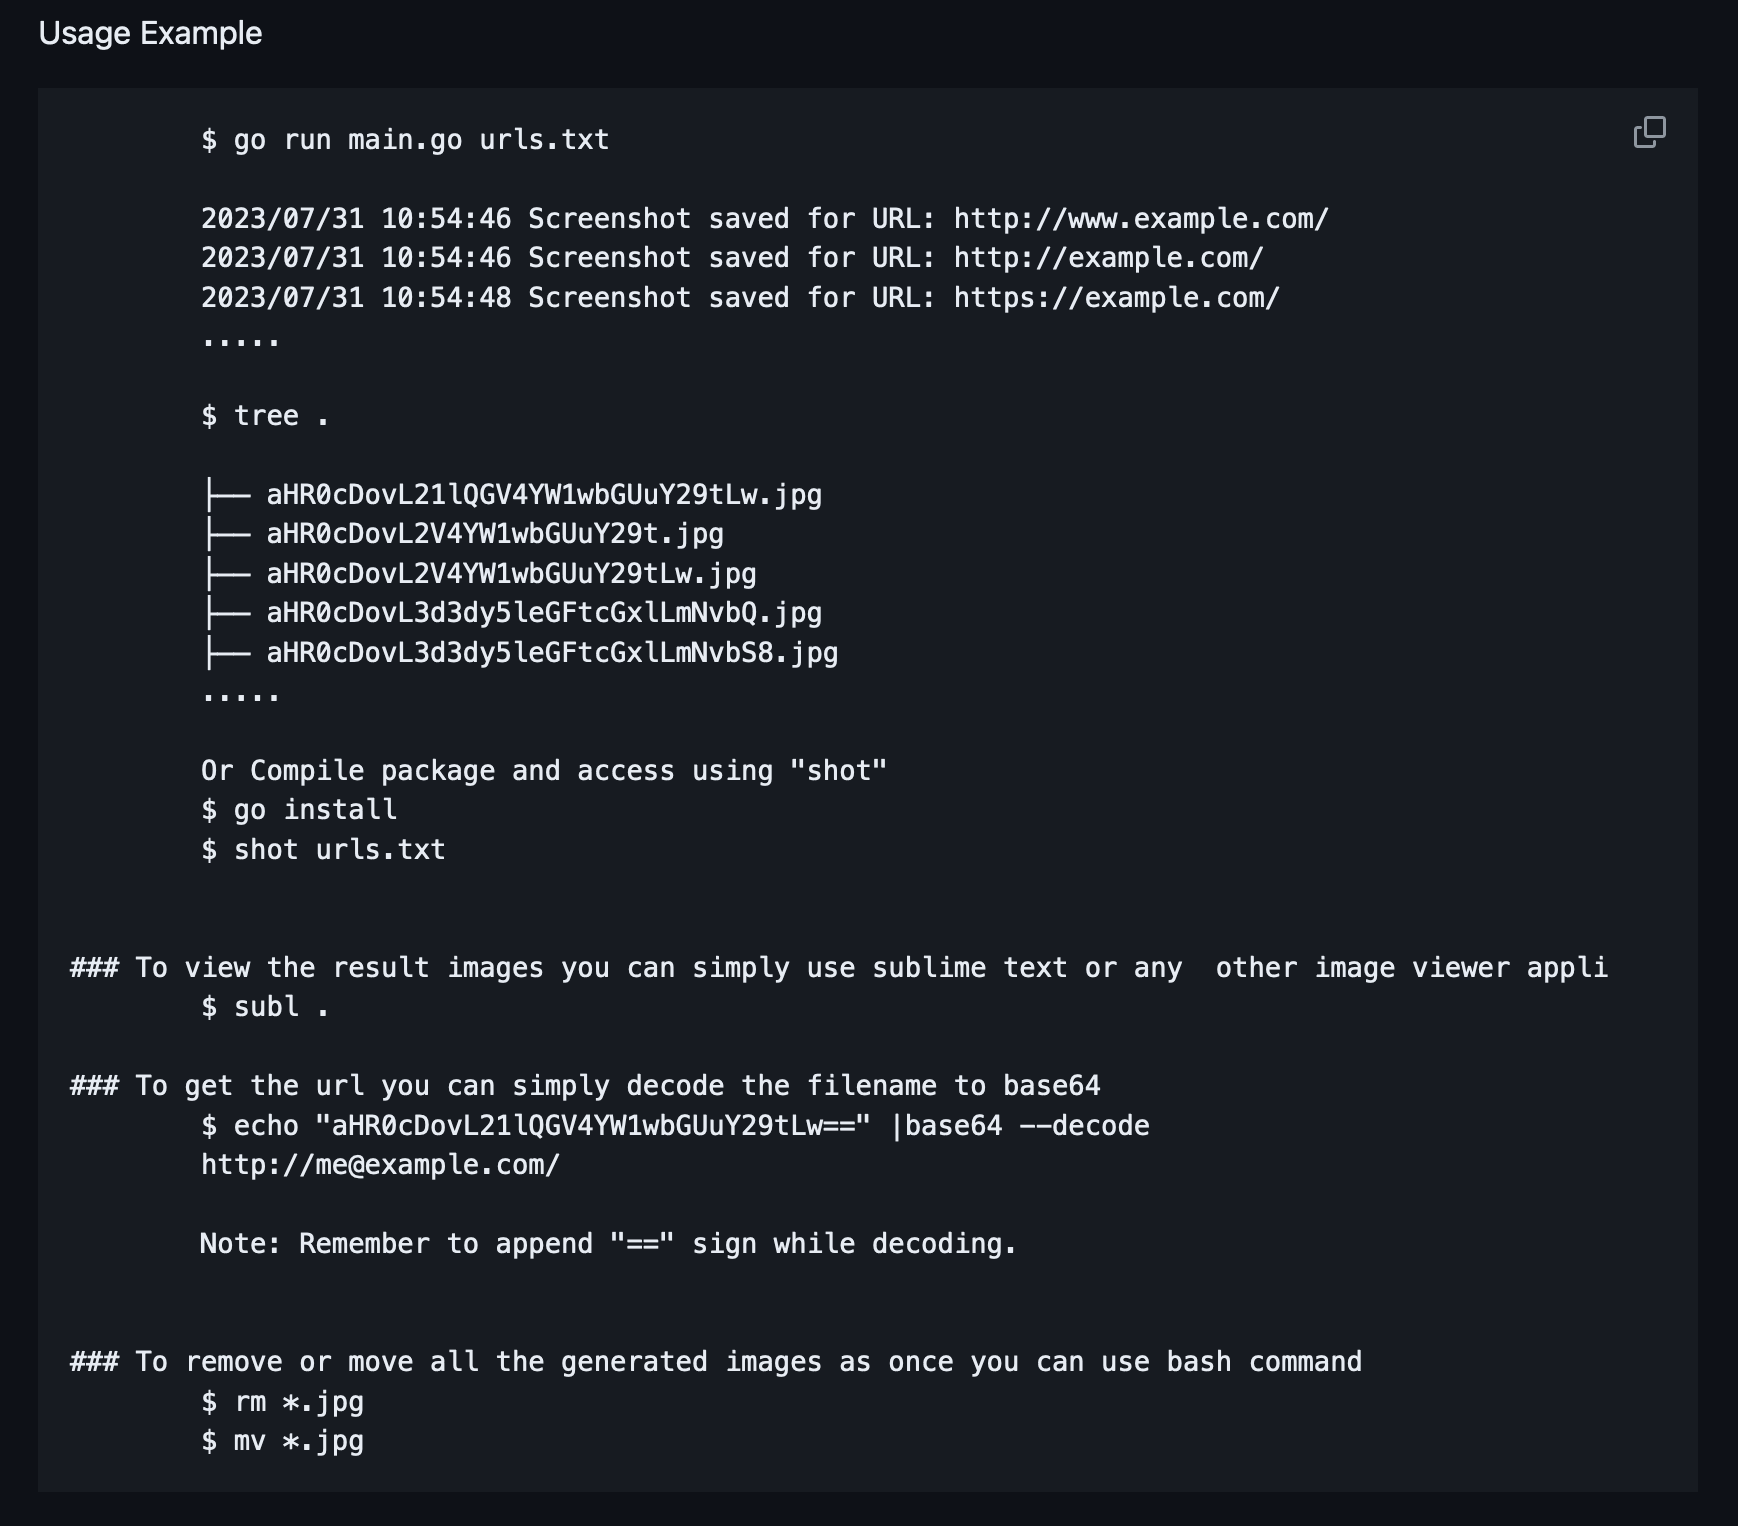 Usage Example
$ go run main.go urls.txt
2023/07/31 10:54:46 Screenshot saved for URL: http://www.example.com/
2023/07/31 10:54:46 Screenshot saved for URL: http://example.com/
2023/07/31 10:54:48 Screenshot saved for URL: https://example.com/
.....
$ tree .
├── aHR0cDovL21lQGV4YW1wbGUuY29tLw.jpg
├── aHR0cDovL2V4YW1wbGUuY29t.jpg
├── aHR0cDovL2V4YW1wbGUuY29tLw.jpg
├── aHR0cDovL3d3dy5leGFtcGxlLmNvbQ.jpg
├── aHR0cDovL3d3dy5leGFtcGxlLmNvbS8.jpg
.....
Or Compile package and access using "shot"
$ go install
$ shot urls.txt
### To view the result images you can simply use sublime text or any  other image viewer appli
$ subl .
### To get the url you can simply decode the filename to base64
$ echo "aHR0cDovL21lQGV4YW1wbGUuY29tLw==" |base64 --decode
http://me@example.com/
Note: Remember to append "==" sign while decoding.
### To remove or move all the generated images as once you can use bash command
$ rm *.jpg
$ mv *.jpg